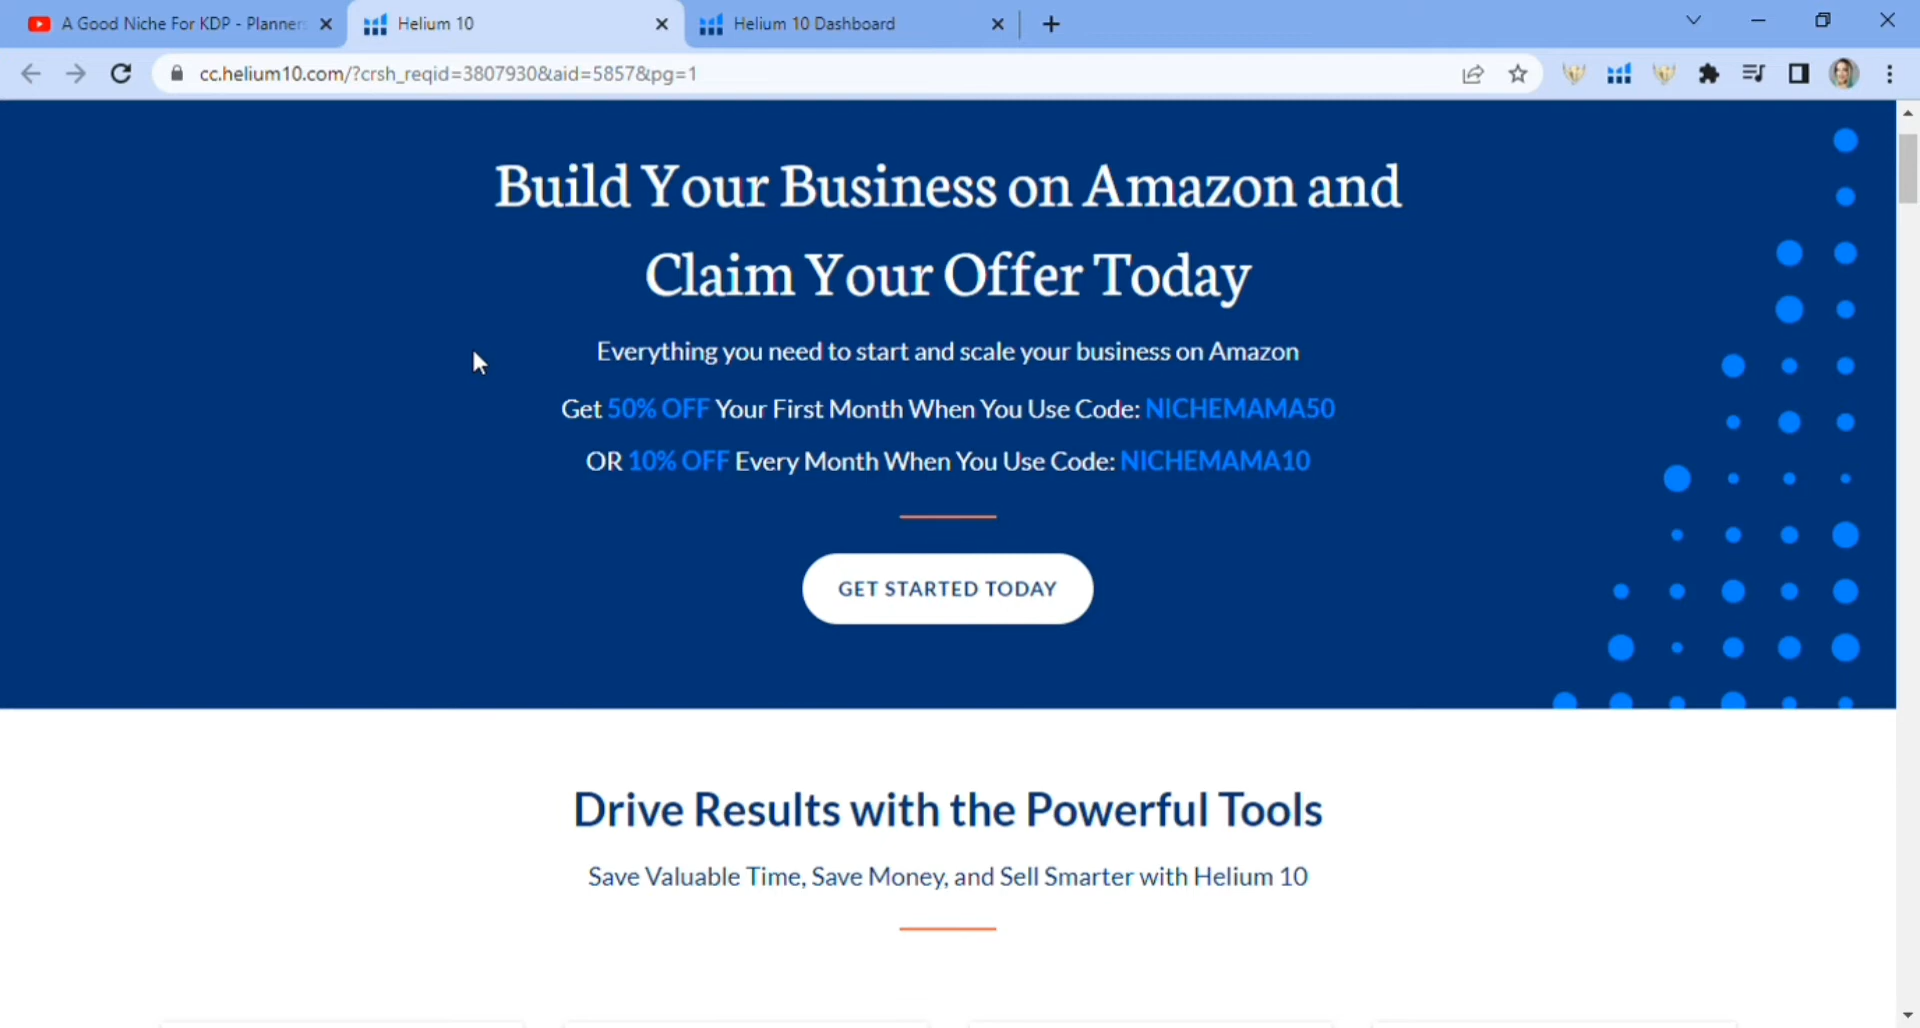 A Good Niche For KDP - Planner
Helium 10
Helium 10 Dashboard
cc.helium10.com/?crsh_reqid=3807930&aid=5857&pg=1
Build Your Business on Amazon and
Claim Your Offer Today
Everything you need to start and scale your business on Amazon
Get 50% OFF Your First Month When You Use Code: NICHEMAMA50
OR 10% OFF Every Month When You Use Code: NICHEMAMA10
GET STARTED TODAY
Drive Results with the Powerful Tools
Save Valuable Time, Save Money, and Sell Smarter with Helium 10